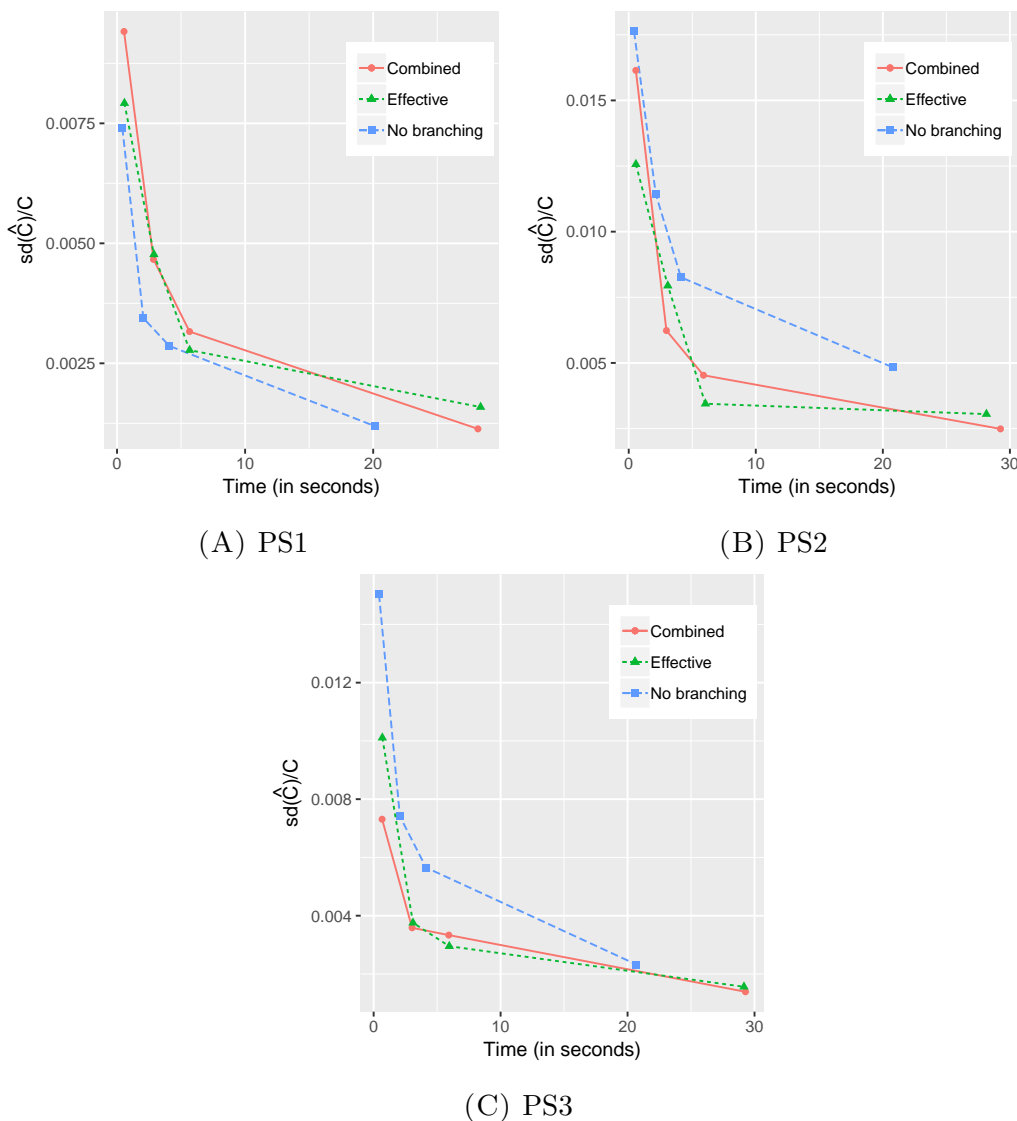 Combined
Effective
No branching
0.0075
0.0050
0.0025
sd(Ĉ)/C
0
10
20
Time (in seconds)
(A) PS1
Combined
Effective
No branching
0.015
0.010
0.005
sd(Ĉ)/C
0
10
20
30
Time (in seconds)
(B) PS2
Combined
Effective
No branching
0.012
0.008
0.004
sd(Ĉ)/C
0
10
20
30
Time (in seconds)
(C) PS3